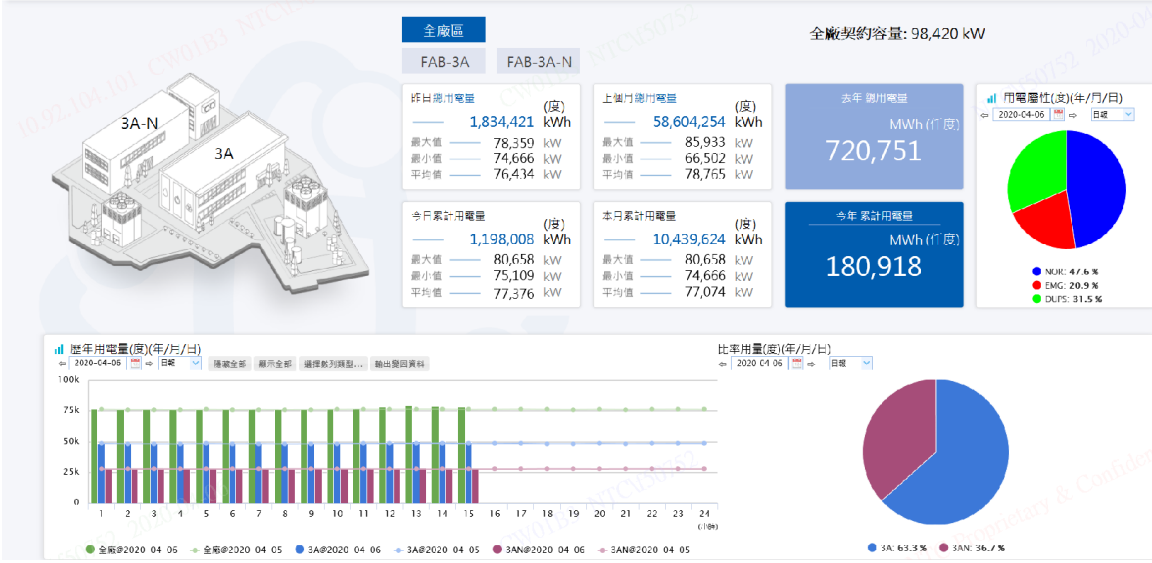 全廠區
全廠契約容量: 98,420 kW
FAB-3A
FAB-3A-N
3A-N
3A
昨日總用電量
(度)
1,834,421 kWh
最大值 78,359 kW
最小值 74,666 kW
平均值 76,434 kW
上個月總用電量
(度)
58,604,254 kWh
最大值 85,933 kW
最小值 66,502 kW
平均值 78,765 kW
去年 總用電量
MWh (仟度)
720,751
用電屬性(度)(年/月/日)
2020-04-06 日報
NOR: 47.6 %
EMG: 20.9 %
DUPS: 31.5 %
今日累計用電量
(度)
1,198,008 kWh
最大值 80,658 kW
最小值 75,109 kW
平均值 77,376 kW
本月累計用電量
(度)
10,439,624 kWh
最大值 80,658 kW
最小值 74,666 kW
平均值 77,074 kW
今年 累計用電量
MWh (仟度)
180,918
歷年用電量(度)(年/月/日)
2020-04-06 日報 隱藏全部 顯示全部 選擇數列類型... 輸出變回資料
100k
75k
50k
25k
0
1 2 3 4 5 6 7 8 9 10 11 12 13 14 15 16 17 18 19 20 21 22 23 24
(小時)
全廠@2020-04-06 全廠@2020-04-05 3A@2020-04-06 3A@2020-04-05 3AN@2020-04-06 3AN@2020-04-05
比率用量(度)(年/月/日)
2020-04-06 日報
3A: 63.3 % 3AN: 36.7 %